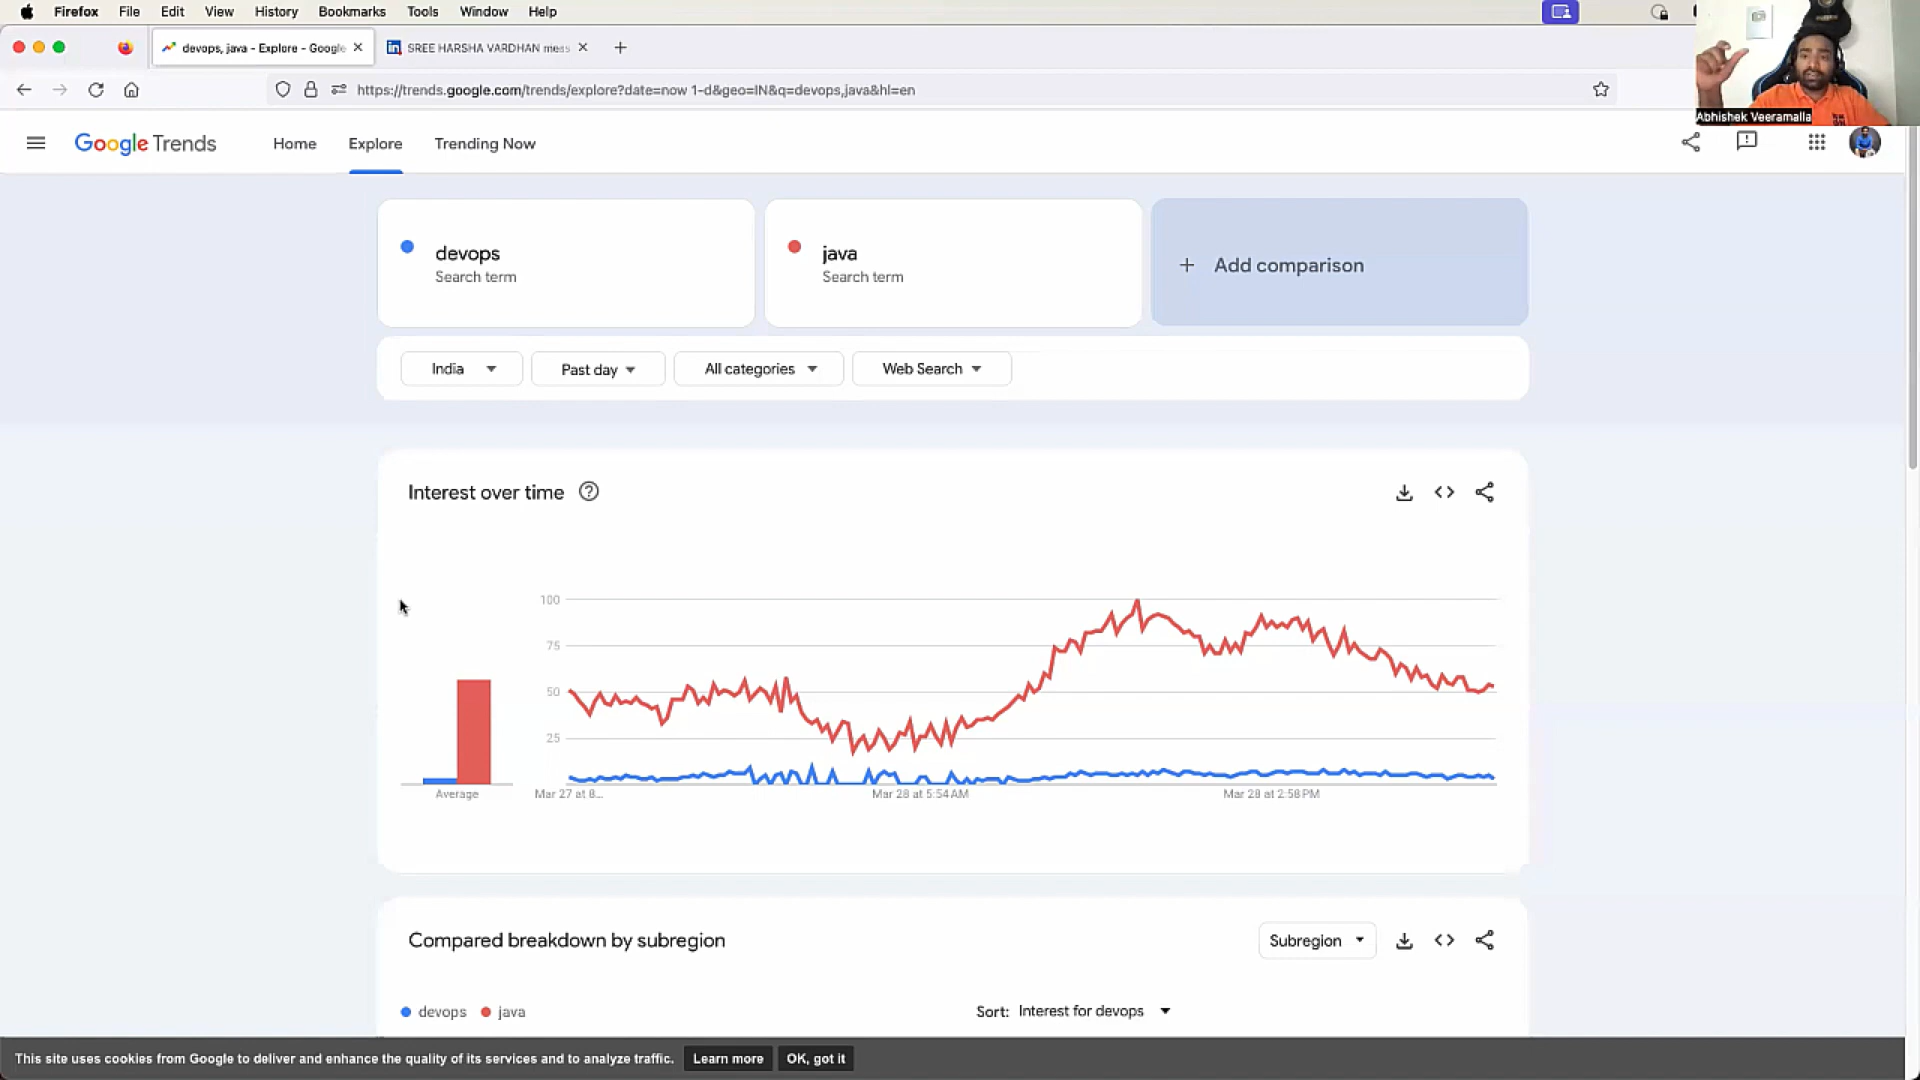 Firefox File Edit View History Bookmarks Tools Window Help
devops, java - Explore - Google
SREE HARSHA VARDHAN mess
https://trends.google.com/trends/explore?date=now 1-d&geo=IN&q=devops,java&hl=en
Abhishek Veeramalla
Google Trends Home Explore Trending Now
devops
Search term
java
Search term
+ Add comparison
India
Past day
All categories
Web Search
Interest over time
100
75
50
25
Average
Mar 27 at 8...
Mar 28 at 5:54 AM
Mar 28 at 2:58 PM
Compared breakdown by subregion
Subregion
devops java
Sort: Interest for devops
This site uses cookies from Google to deliver and enhance the quality of its services and to analyze traffic. Learn more OK, got it